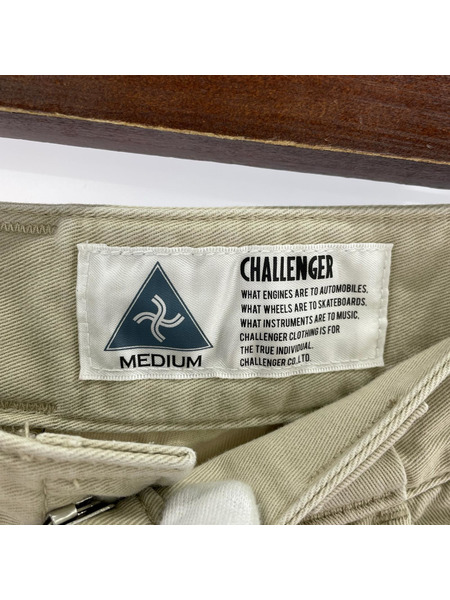 CHALLENGER
WHAT ENGINES ARE TO AUTOMOBILES,
WHAT WHEELS ARE TO SKATEBOARDS,
WHAT INSTRUMENTS ARE TO MUSIC,
CHALLENGER CLOTHING IS FOR
THE TRUE INDIVIDUAL.
CHALLENGER CO.LTD.
MEDIUM